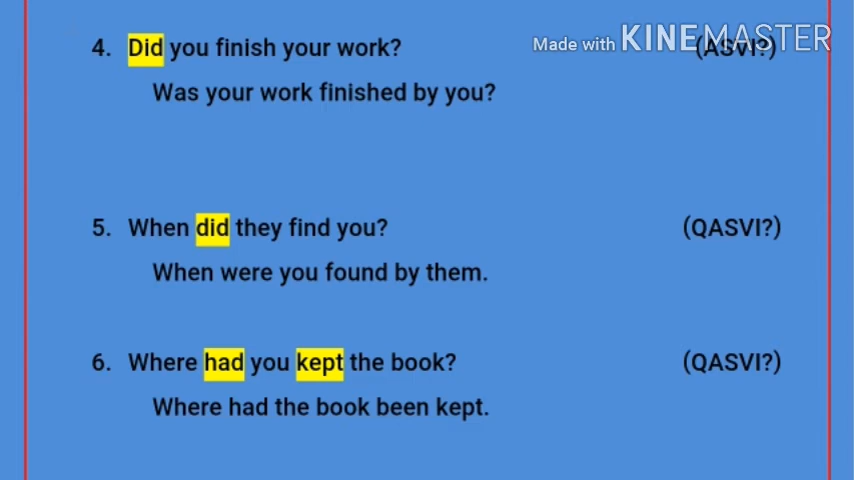 4. Did you finish your work? (ASVI?)
Made with KINEMASTER
Was your work finished by you?
5. When did they find you? (QASVI?)
When were you found by them.
6. Where had you kept the book? (QASVI?)
Where had the book been kept.